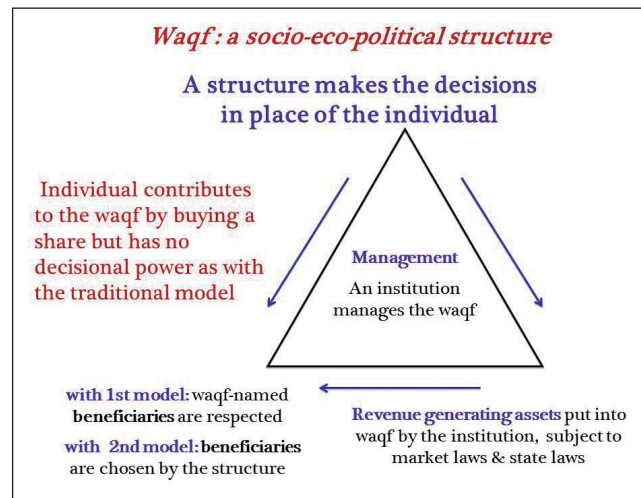 Waqf : a socio-eco-political structure
A structure makes the decisions
in place of the individual
Individual contributes
to the waqf by buying a
share but has no
decisional power as with
the traditional model
Management
An institution
manages the waqf
with 1st model: waqf-named
beneficiaries are respected
with 2nd model: beneficiaries
are chosen by the structure
Revenue generating assets put into
waqf by the institution, subject to
market laws & state laws